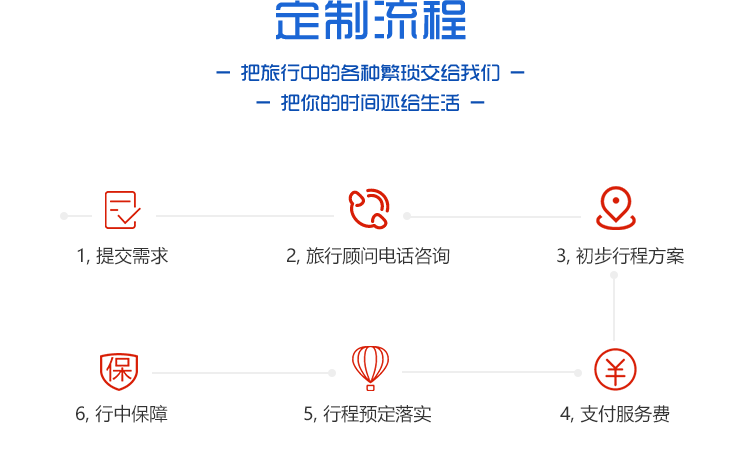 定制流程
把旅行中的各种繁琐交给我们
把你的时间还给生活
1, 提交需求
2, 旅行顾问电话咨询
3, 初步行程方案
保
6, 行中保障
5, 行程预定落实
4, 支付服务费